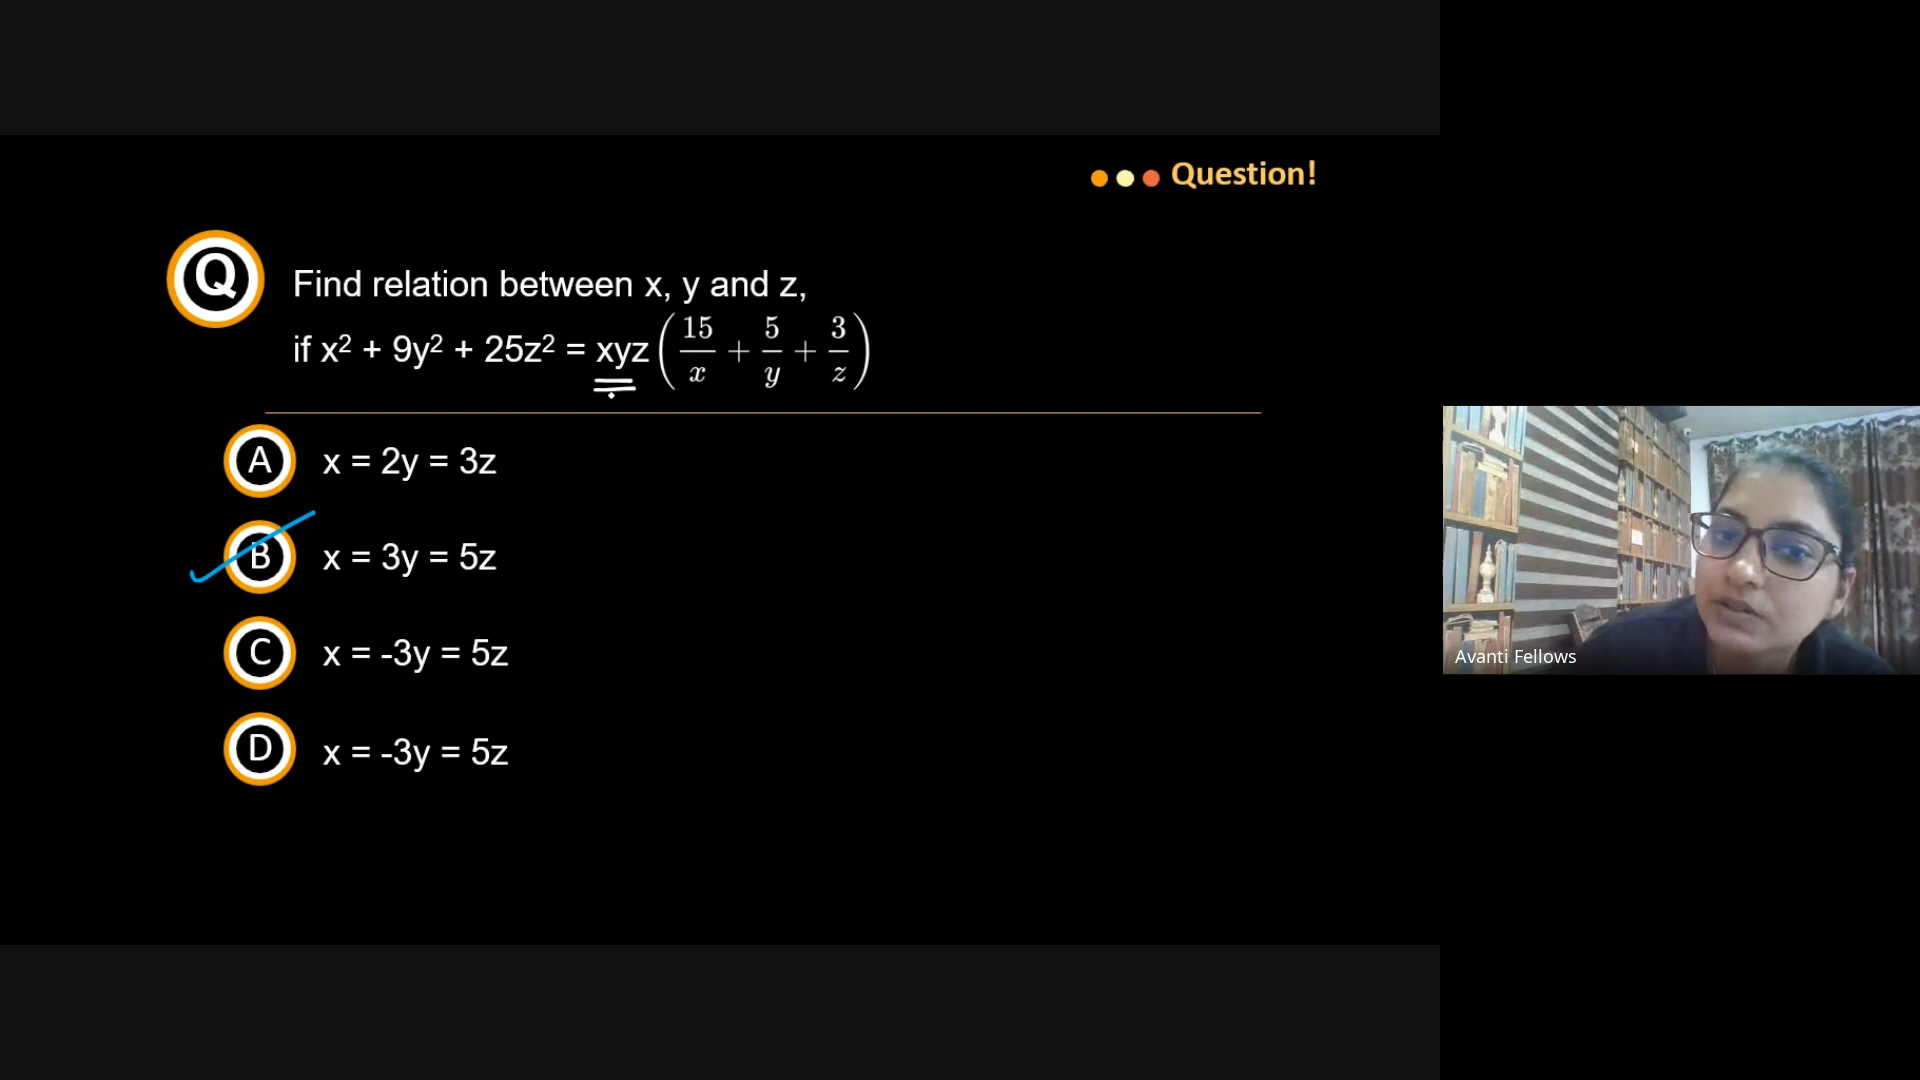 Question!
Q
Find relation between x, y and z,
if x² + 9y² + 25z² = xyz(15/x + 5/y + 3/z)
A x = 2y = 3z
B x = 3y = 5z
C x = -3y = 5z
D x = -3y = 5z
Avanti Fellows